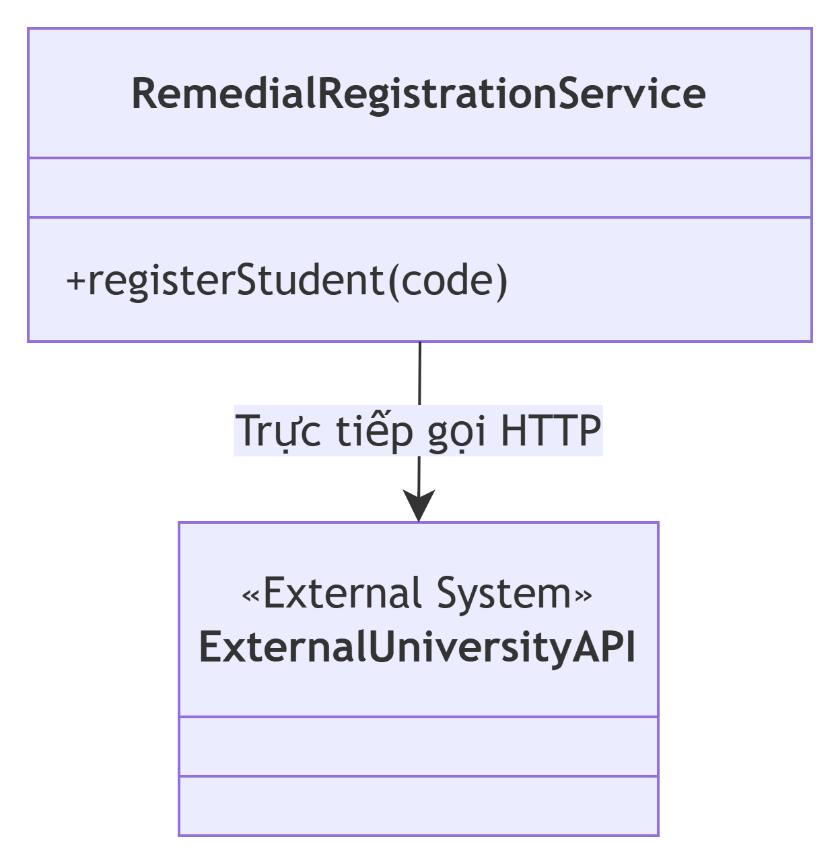 RemedialRegistrationService
+registerStudent(code)
Trực tiếp gọi HTTP
«External System»
ExternalUniversityAPI